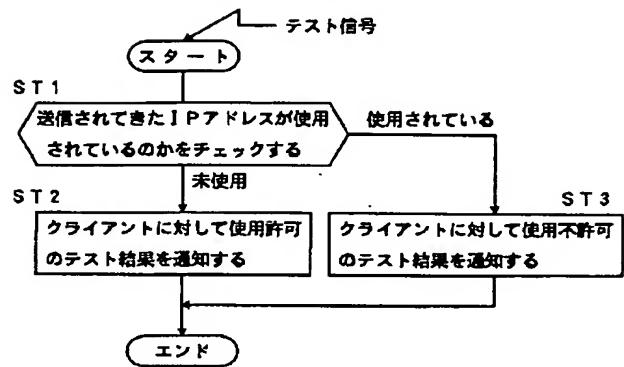 テスト信号
スタート
ST1
送信されてきたIPアドレスが使用
されているのかをチェックする
使用されている
未使用
ST2
ST3
クライアントに対して使用許可
のテスト結果を通知する
クライアントに対して使用不許可
のテスト結果を通知する
エンド